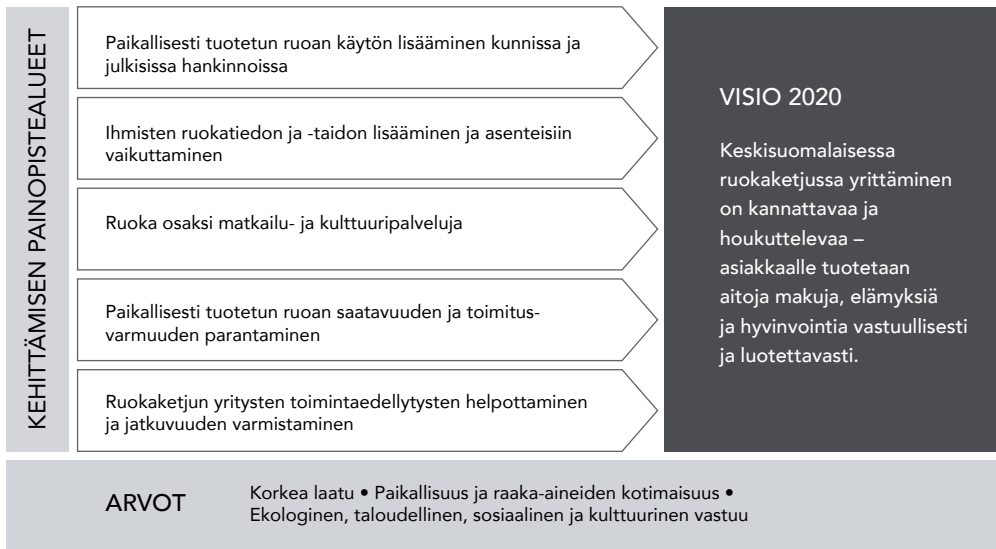 KEHITTÄMISEN PAINOPISTEALUEET
Paikallisesti tuotetun ruoan käytön lisääminen kunnissa ja
julkisissa hankinnoissa
Ihmisten ruokatiedon ja -taidon lisääminen ja asenteisiin
vaikuttaminen
Ruoka osaksi matkailu- ja kulttuuripalveluja
Paikallisesti tuotetun ruoan saatavuuden ja toimitus-
varmuuden parantaminen
Ruokaketjun yritysten toimintaedellytysten helpottaminen
ja jatkuvuuden varmistaminen
VISIO 2020
Keskisuomalaisessa
ruokaketjussa yrittäminen
on kannattavaa ja
houkuttelevaa –
asiakkaalle tuotetaan
aitoja makuja, elämyksiä
ja hyvinvointia vastuullisesti
ja luotettavasti.
ARVOT
Korkea laatu • Paikallisuus ja raaka-aineiden kotimaisuus •
Ekologinen, taloudellinen, sosiaalinen ja kulttuurinen vastuu